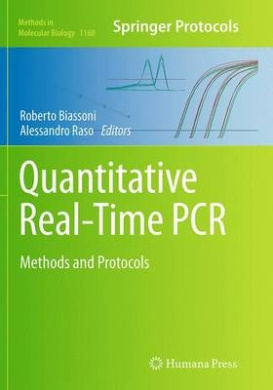 Methods in
Molecular Biology 1160
Springer Protocols
Roberto Biassoni
Alessandro Raso Editors
Quantitative
Real-Time PCR
Methods and Protocols
Humana Press